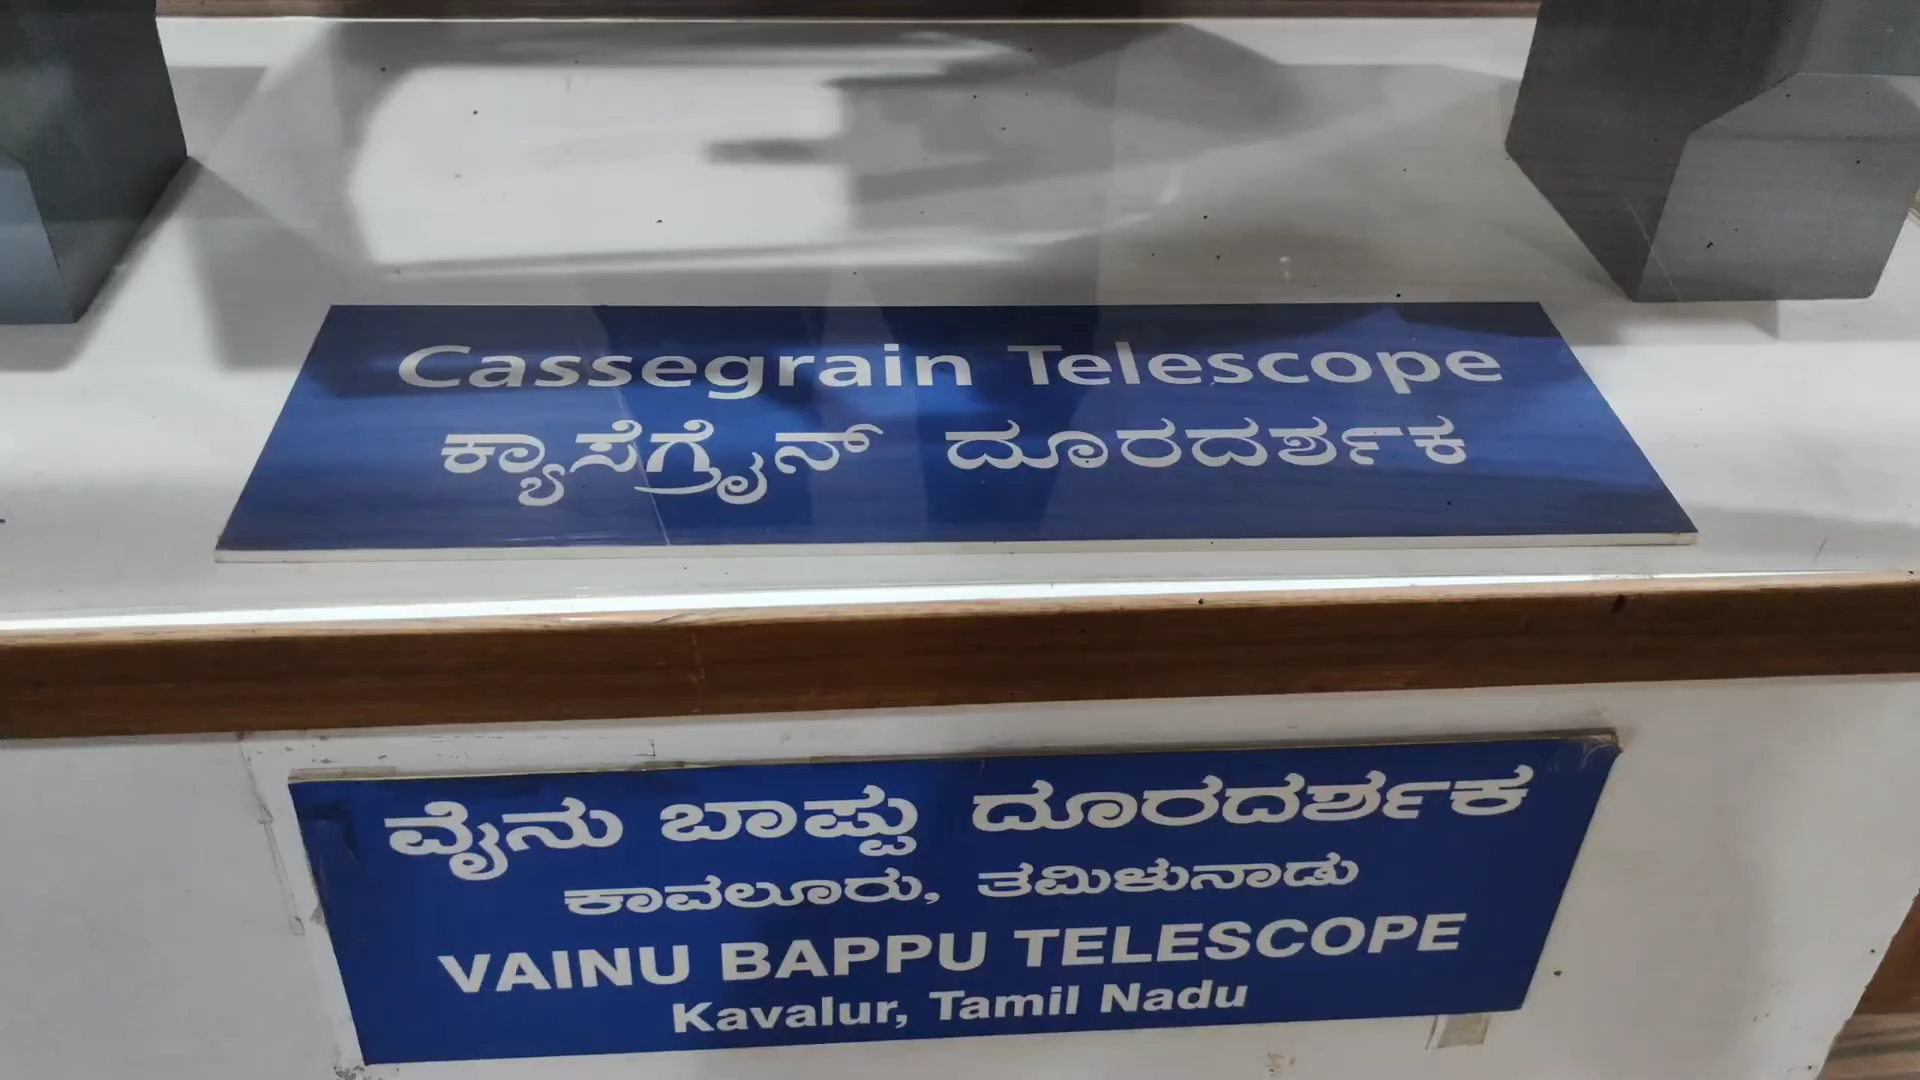 Cassegrain Telescope
ಕ್ಯಾಸೆಗ್ರೈನ್ ದೂರದರ್ಶಕ
ವೈನು ಬಾಪ್ಪು ದೂರದರ್ಶಕ
ಕಾವಲೂರು, ತಮಿಳುನಾಡು
VAINU BAPPU TELESCOPE
Kavalur, Tamil Nadu